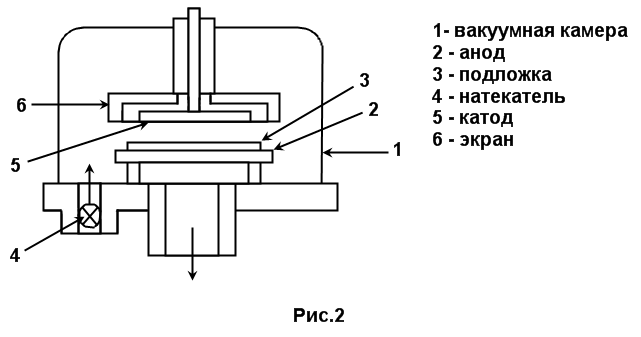 1- вакуумная камера
2 - анод
3 - подложка
4 - натекатель
5 - катод
6 - экран
6
3
2
5
1
4
Рис.2